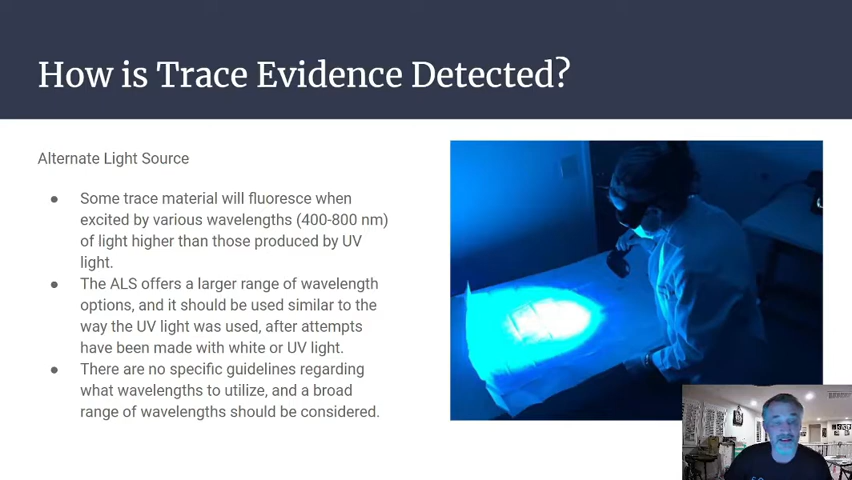 How is Trace Evidence Detected?
Alternate Light Source
● Some trace material will fluoresce when
excited by various wavelengths (400-800 nm)
of light higher than those produced by UV
light.
● The ALS offers a larger range of wavelength
options, and it should be used similar to the
way the UV light was used, after attempts
have been made with white or UV light.
● There are no specific guidelines regarding
what wavelengths to utilize, and a broad
range of wavelengths should be considered.